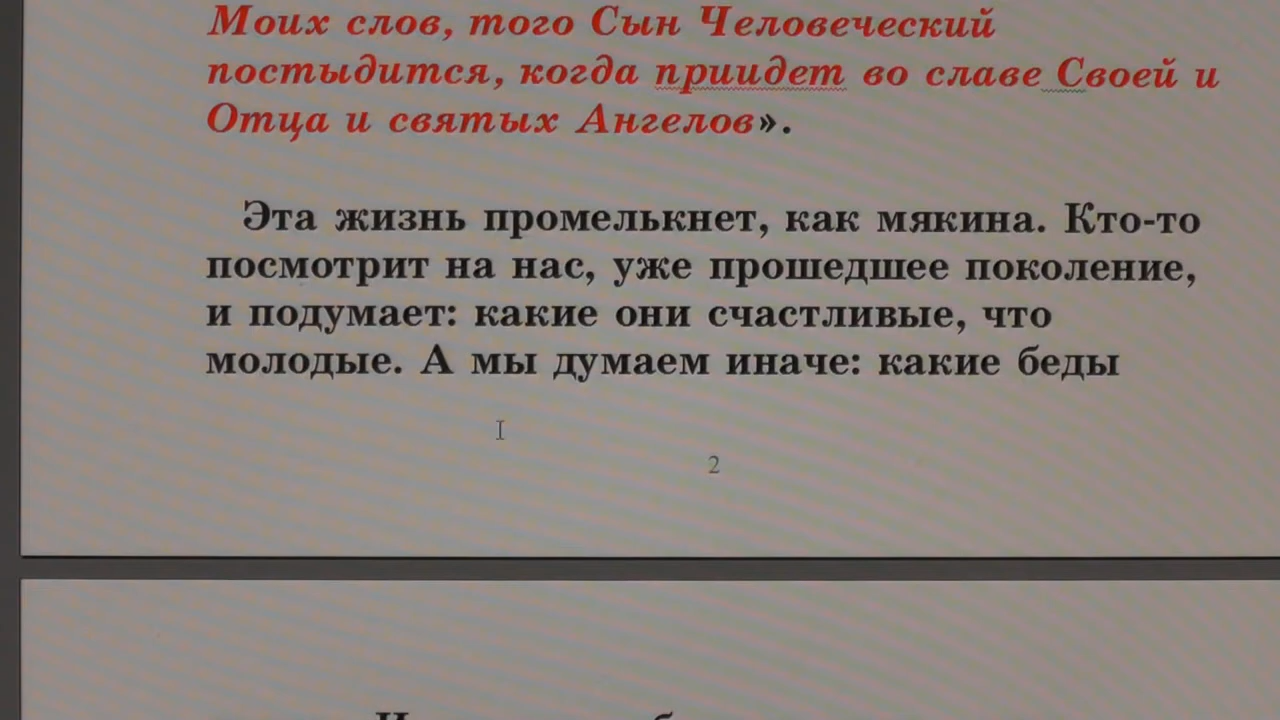 Моих слов, того Сын Человеческий
постыдится, когда приидет во славе Своей и
Отца и святых Ангелов».
Эта жизнь промелькнет, как мякина. Кто-то
посмотрит на нас, уже прошедшее поколение,
и подумает: какие они счастливые, что
молодые. А мы думаем иначе: какие беды
2